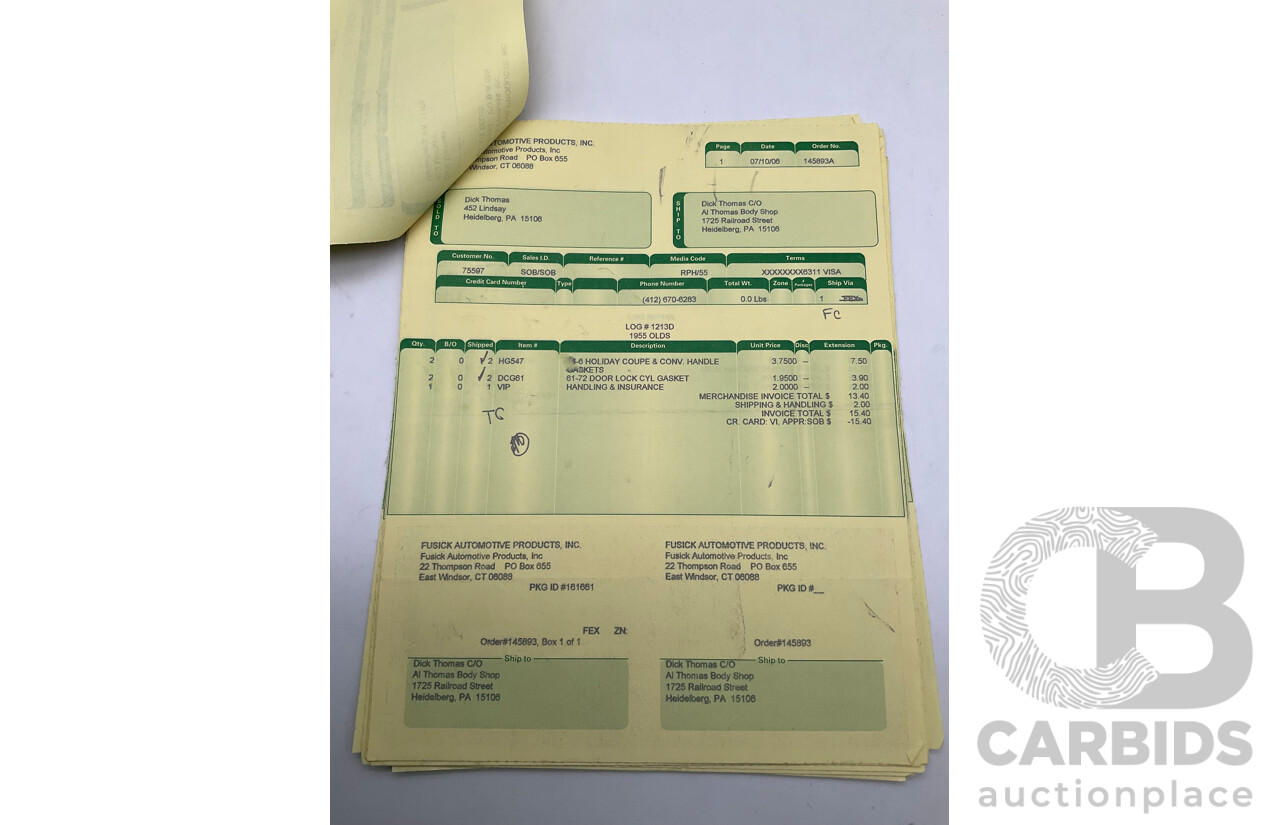 AUTOMOTIVE PRODUCTS, INC.
Automotive Products, Inc
Thompson Road PO Box 655
Windsor, CT 06088
Page Date Order No.
1 07/10/06 145893A
SOLD TO
Dick Thomas
452 Lindsay
Heidelberg, PA 15106
SHIP TO
Dick Thomas C/O
Al Thomas Body Shop
1725 Railroad Street
Heidelberg, PA 15106
Customer No. Sales I.D. Reference # Media Code Terms
75597 SOB/SOB RPH/55 XXXXXXXX6311 VISA
Credit Card Number Type Phone Number Total Wt. Zone # Packages Ship Via
(412) 670-6283 0.0 Lbs 1 FEX
FC
LOG # 1213D
1955 OLDS
Qty. B/O Shipped Item # Description Unit Price Disc Extension Pkg.
2 0 2 HG547 -6 HOLIDAY COUPE & CONV. HANDLE 3.7500 -- 7.50
GASKETS
2 0 2 DCG61 61-72 DOOR LOCK CYL GASKET 1.9500 -- 3.90
1 0 1 VIP HANDLING & INSURANCE 2.0000 -- 2.00
MERCHANDISE INVOICE TOTAL $ 13.40
SHIPPING & HANDLING $ 2.00
INVOICE TOTAL $ 15.40
CR. CARD: VI, APPR:SOB $ -15.40
TC
FUSICK AUTOMOTIVE PRODUCTS, INC.
Fusick Automotive Products, Inc
22 Thompson Road PO Box 655
East Windsor, CT 06088
PKG ID #161661
FEX ZN:
Order#145893, Box 1 of 1
Ship to
Dick Thomas C/O
Al Thomas Body Shop
1725 Railroad Street
Heidelberg, PA 15106
FUSICK AUTOMOTIVE PRODUCTS, INC.
Fusick Automotive Products, Inc
22 Thompson Road PO Box 655
East Windsor, CT 06088
PKG ID #__
Order#145893
Ship to
Dick Thomas C/O
Al Thomas Body Shop
1725 Railroad Street
Heidelberg, PA 15106
CB
CARBIDS
auctionplace